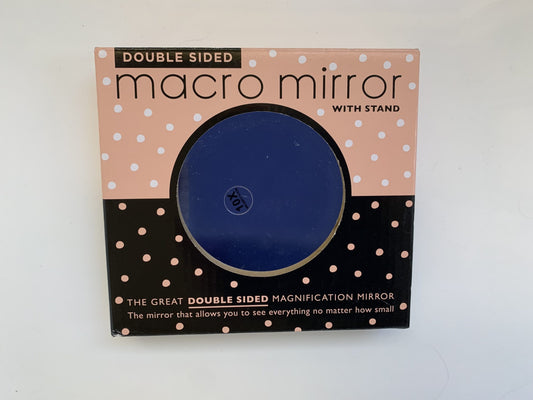 DOUBLE SIDED
macro mirror
WITH STAND
10X
THE GREAT DOUBLE SIDED MAGNIFICATION MIRROR
The mirror that allows you to see everything no matter how small